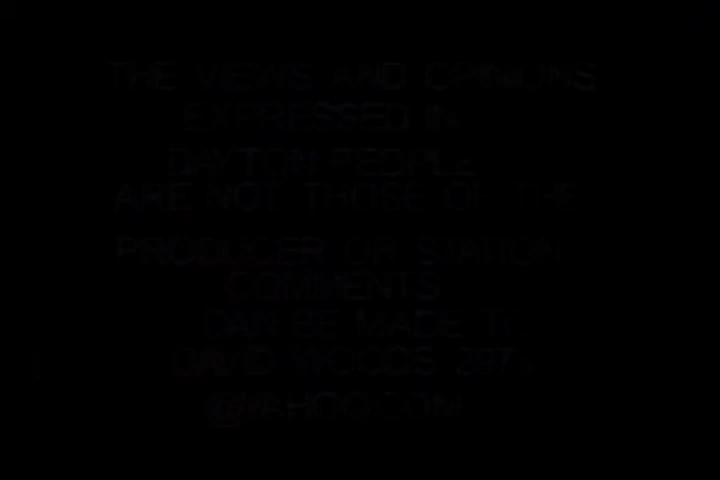 THE VIEWS AND OPINIONS
EXPRESSED IN
DAYTON PEOPLE
ARE NOT THOSE OF THE
PRODUCER OR STATION
COMMENTS
CAN BE MADE TO
DAVID WOODS
@YAHOO.COM